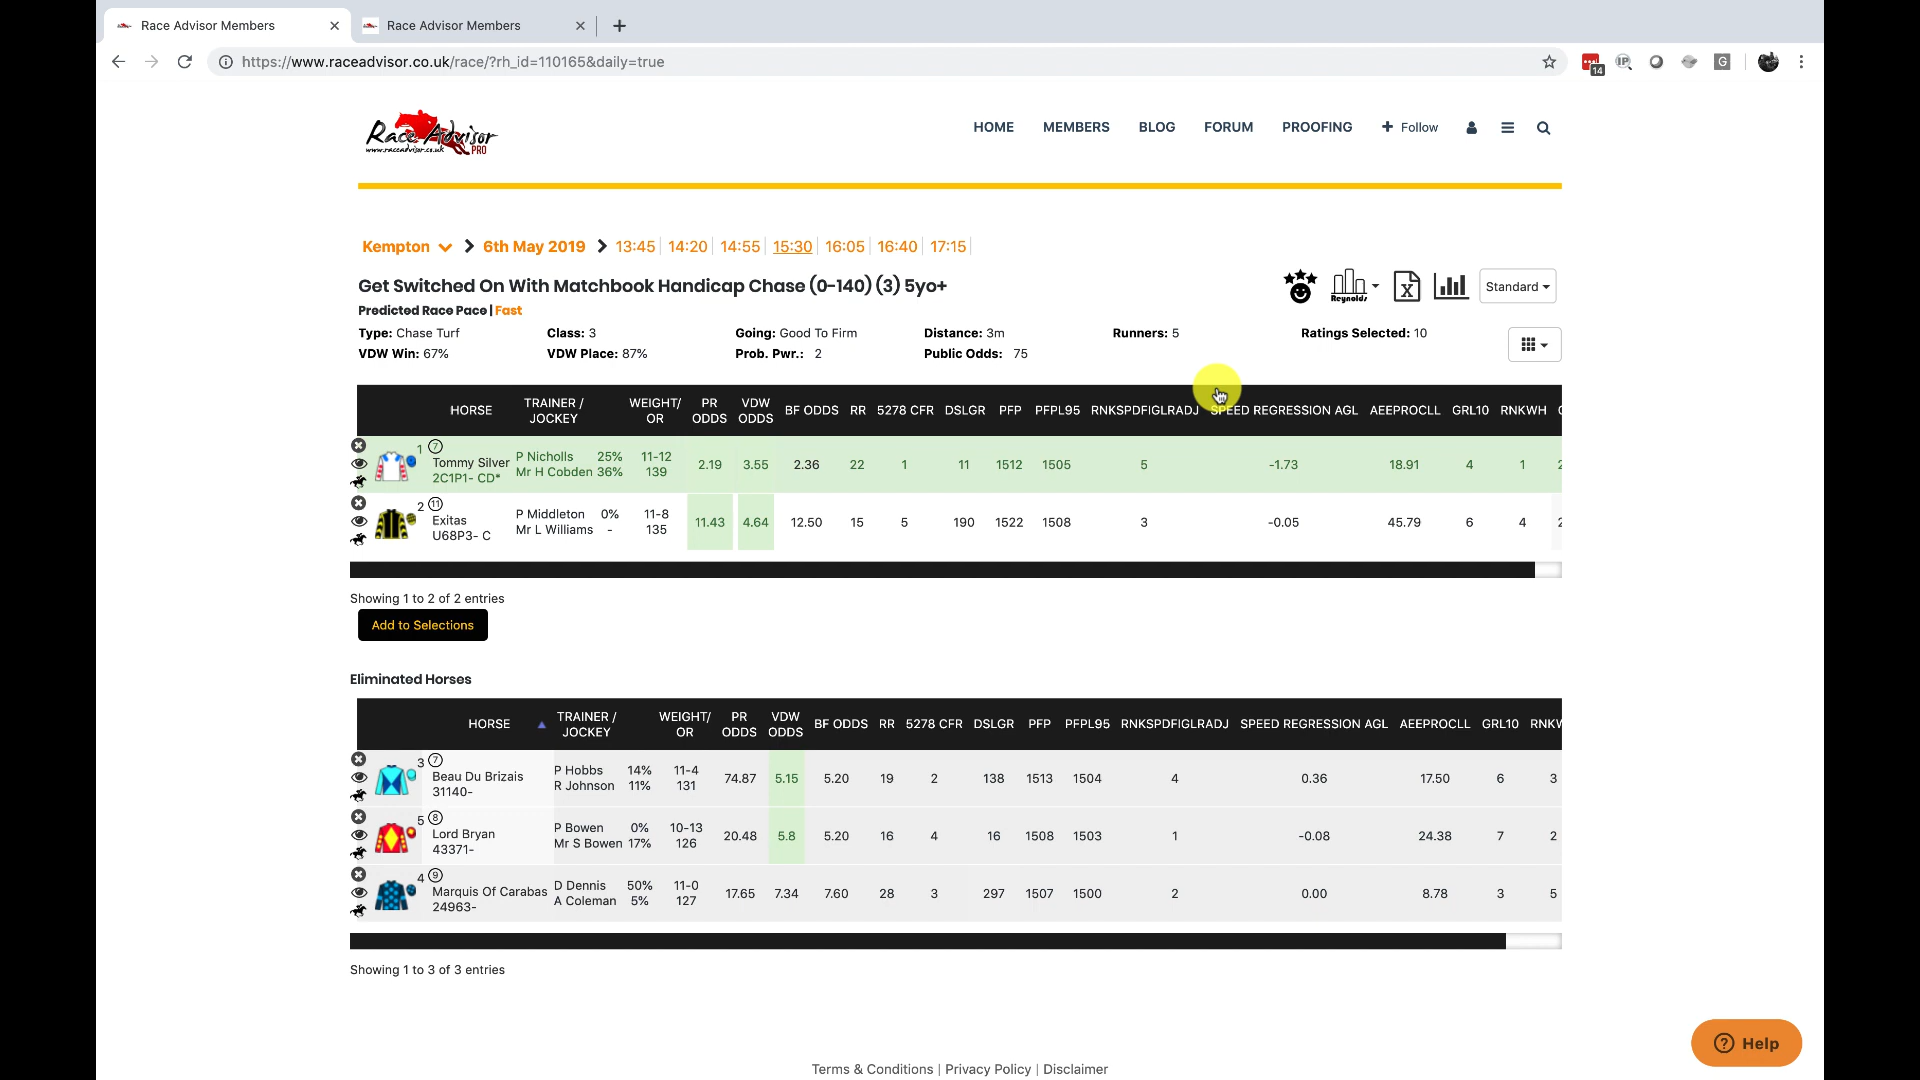 Race Advisor Members
Race Advisor Members
https://www.raceadvisor.co.uk/race/?rh_id=110165&daily=true
14
IP
G
Race Advisor
www.raceadvisor.co.uk PRO
HOME MEMBERS BLOG FORUM PROOFING + Follow
Kempton 6th May 2019 13:45 14:20 14:55 15:30 16:05 16:40 17:15
Get Switched On With Matchbook Handicap Chase (0-140) (3) 5yo+
Reynolds
Standard
Predicted Race Pace | Fast
Type: Chase Turf Class: 3 Going: Good To Firm Distance: 3m Runners: 5 Ratings Selected: 10
VDW Win: 67% VDW Place: 87% Prob. Pwr.: 2 Public Odds: 75
HORSE TRAINER / JOCKEY WEIGHT/ OR PR ODDS VDW ODDS BF ODDS RR 5278 CFR DSLGR PFP PFPL95 RNKSPDFIGLRADJ SPEED REGRESSION AGL AEEPROCLL GRL10 RNKWH
1 7
Tommy Silver P Nicholls 25% 11-12 2.19 3.55 2.36 22 1 11 1512 1505 5 -1.73 18.91 4 1 2
2C1P1- CD* Mr H Cobden 36% 139
2 11
Exitas P Middleton 0% 11-8 11.43 4.64 12.50 15 5 190 1522 1508 3 -0.05 45.79 6 4 2
U68P3- C Mr L Williams - 135
Showing 1 to 2 of 2 entries
Add to Selections
Eliminated Horses
HORSE TRAINER / JOCKEY WEIGHT/ OR PR ODDS VDW ODDS BF ODDS RR 5278 CFR DSLGR PFP PFPL95 RNKSPDFIGLRADJ SPEED REGRESSION AGL AEEPROCLL GRL10 RNKW
3 7
Beau Du Brizais P Hobbs 14% 11-4 74.87 5.15 5.20 19 2 138 1513 1504 4 0.36 17.50 6 3
31140- R Johnson 11% 131
5 8
Lord Bryan P Bowen 0% 10-13 20.48 5.8 5.20 16 4 16 1508 1503 1 -0.08 24.38 7 2
43371- Mr S Bowen 17% 126
4 9
Marquis Of Carabas D Dennis 50% 11-0 17.65 7.34 7.60 28 3 297 1507 1500 2 0.00 8.78 3 5
24963- A Coleman 5% 127
Showing 1 to 3 of 3 entries
Help
Terms & Conditions | Privacy Policy | Disclaimer